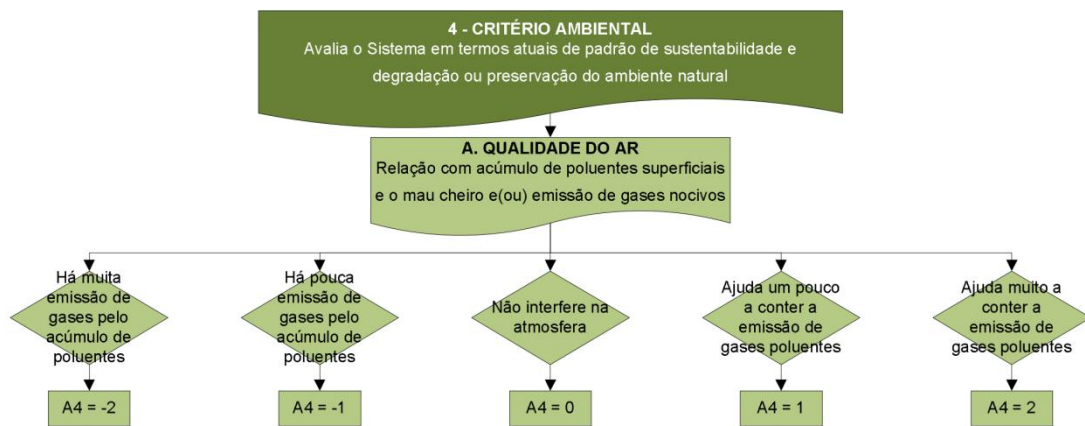 4 - CRITÉRIO AMBIENTAL
Avalia o Sistema em termos atuais de padrão de sustentabilidade e
degradação ou preservação do ambiente natural
A. QUALIDADE DO AR
Relação com acúmulo de poluentes superficiais
e o mau cheiro e(ou) emissão de gases nocivos
Há muita
emissão de
gases pelo
acúmulo de
poluentes
Há pouca
emissão de
gases pelo
acúmulo de
poluentes
Não interfere na
atmosfera
Ajuda um pouco
a conter a
emissão de
gases poluentes
Ajuda muito a
conter a
emissão de
gases poluentes
A4 = -2
A4 = -1
A4 = 0
A4 = 1
A4 = 2